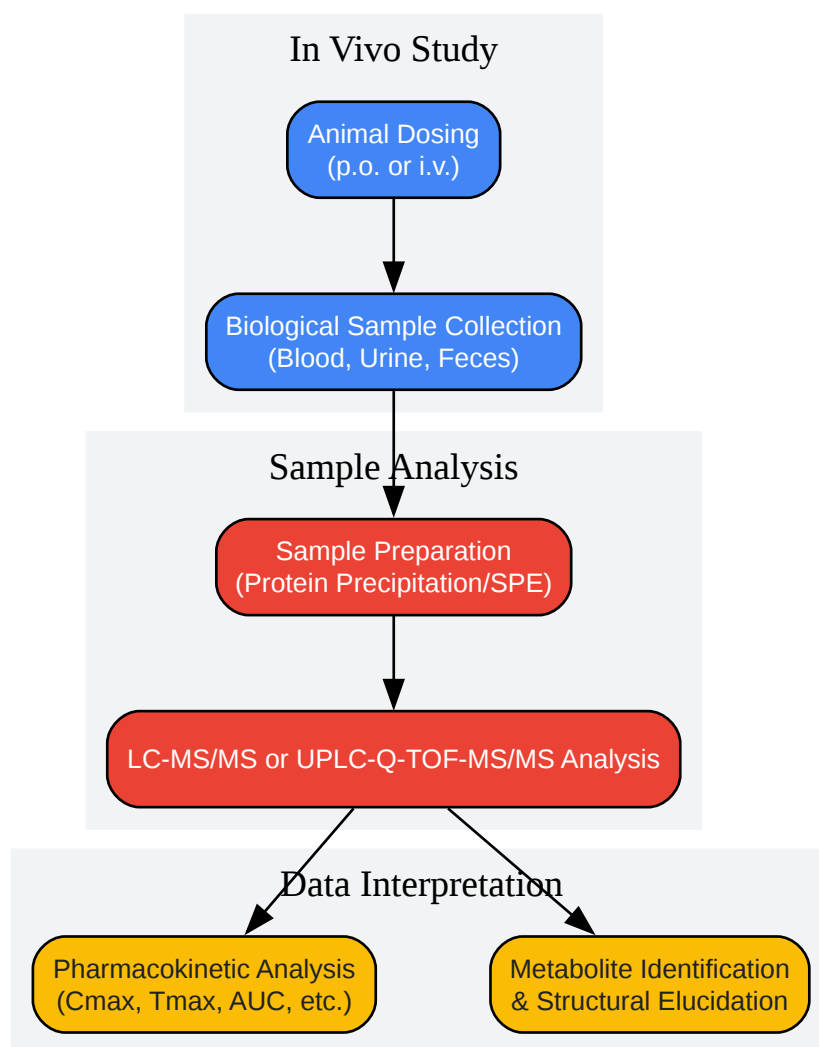 In Vivo Study
Animal Dosing
(p.o. or i.v.)
Biological Sample Collection
(Blood, Urine, Feces)
Sample Analysis
Sample Preparation
(Protein Precipitation/SPE)
LC-MS/MS or UPLC-Q-TOF-MS/MS Analysis
Data Interpretation
Pharmacokinetic Analysis
(Cmax, Tmax, AUC, etc.)
Metabolite Identification
& Structural Elucidation